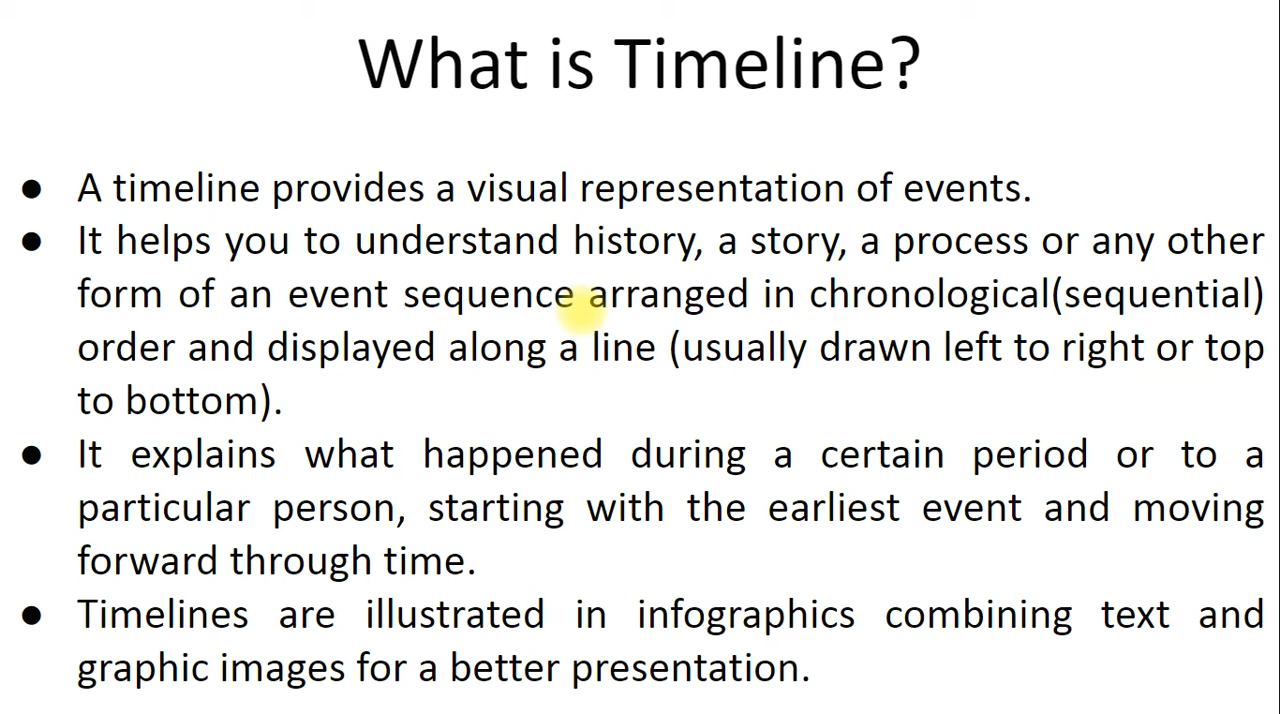 What is Timeline?
● A timeline provides a visual representation of events.
● It helps you to understand history, a story, a process or any other
form of an event sequence arranged in chronological(sequential)
order and displayed along a line (usually drawn left to right or top
to bottom).
● It explains what happened during a certain period or to a
particular person, starting with the earliest event and moving
forward through time.
● Timelines are illustrated in infographics combining text and
graphic images for a better presentation.